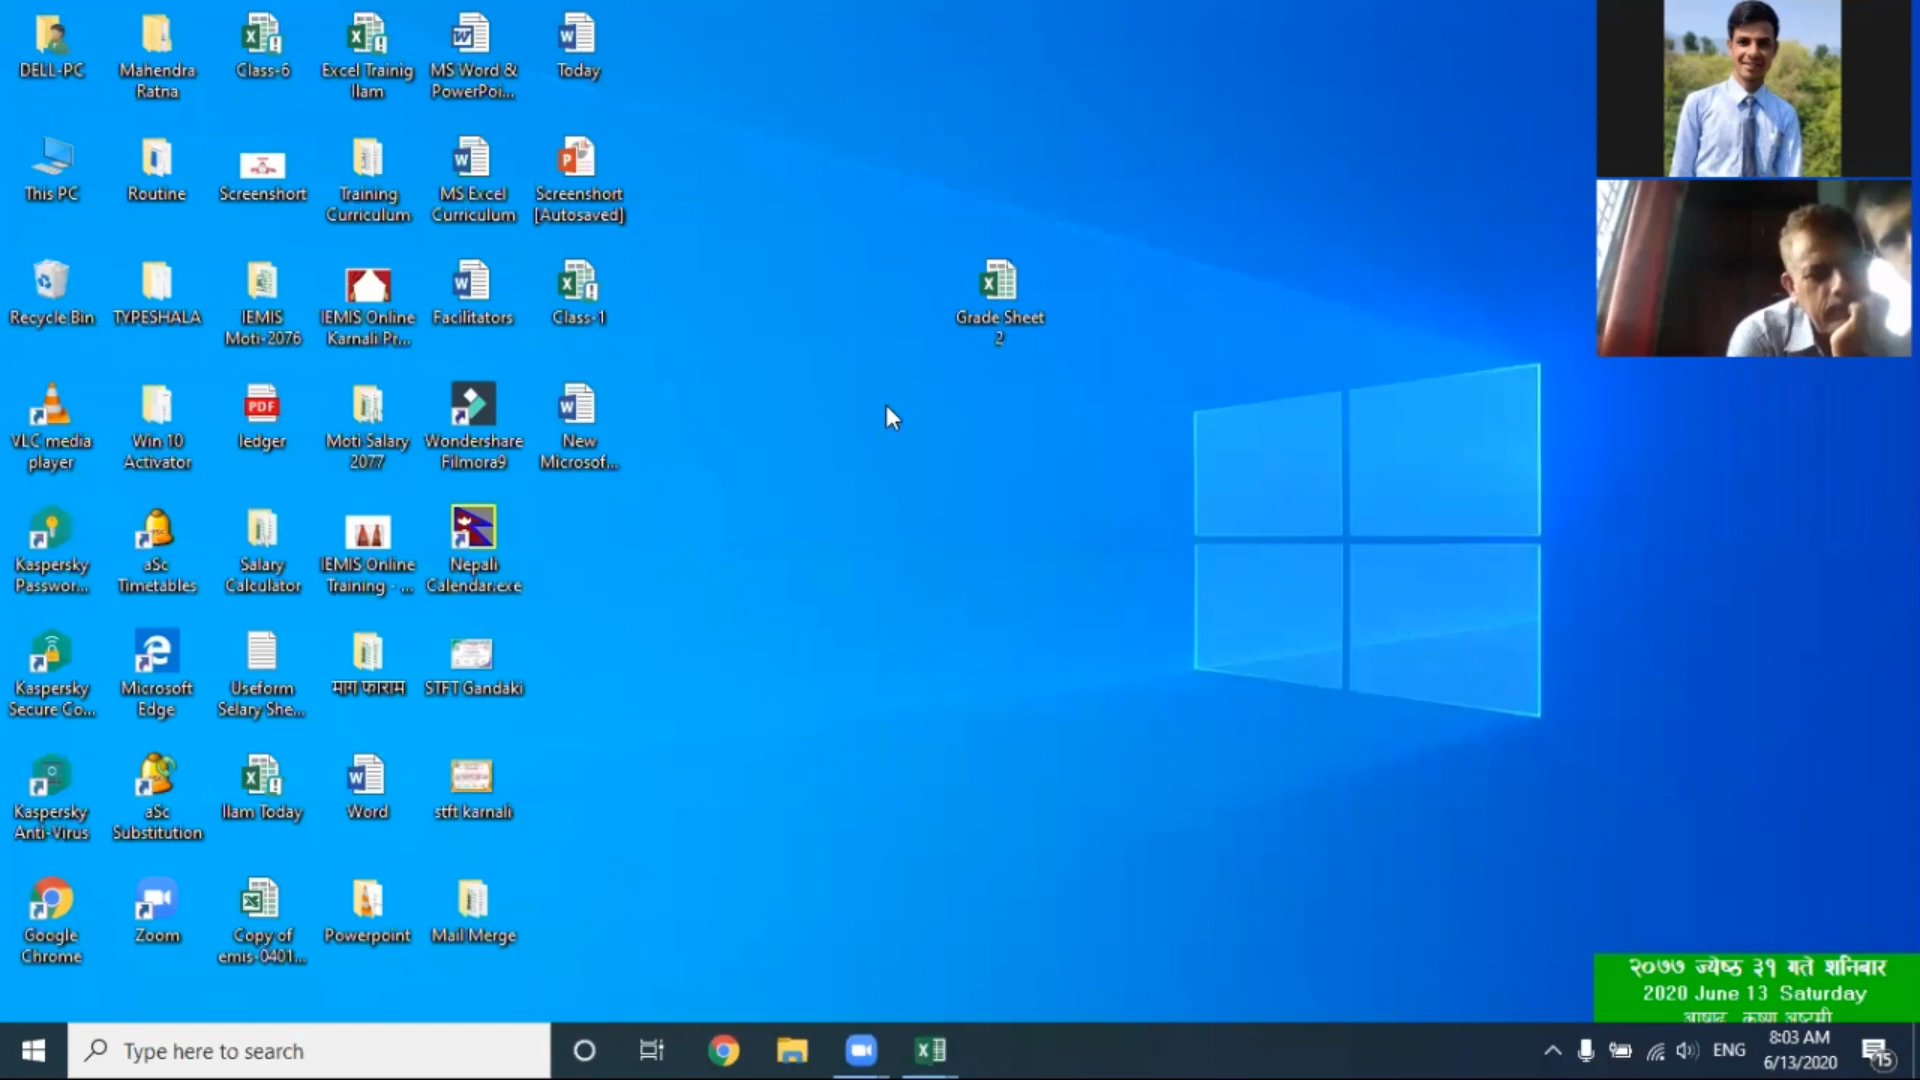 DELL-PC
Mahendra
Ratna
Class-6
Excel Trainig
Ilam
MS Word &
PowerPoi...
Today
This PC
Routine
Screenshort
Training
Curriculum
MS Excel
Curriculum
Screenshort
[Autosaved]
Recycle Bin
TYPESHALA
IEMIS
Moti-2076
IEMIS Online
Karnali Pr...
Facilitators
Class-1
Grade Sheet
2
VLC media
player
Win 10
Activator
PDF
ledger
Moti Salary
2077
Wondershare
Filmora9
New
Microsof...
Kaspersky
Passwor...
aSc
Timetables
Salary
Calculator
IEMIS Online
Training - ...
Nepali
Calendar.exe
Kaspersky
Secure Co...
Microsoft
Edge
Useform
Selary She...
माग फाराम
STFT Gandaki
Kaspersky
Anti-Virus
aSc
Substitution
Ilam Today
Word
stft karnali
Google
Chrome
Zoom
Copy of
emis-0401...
Powerpoint
Mail Merge
२०७७ ज्येष्ठ ३१ गते शनिबार
2020 June 13 Saturday
आषाढ कृष्ण अष्टमी
Type here to search
ENG
8:03 AM
6/13/2020
15